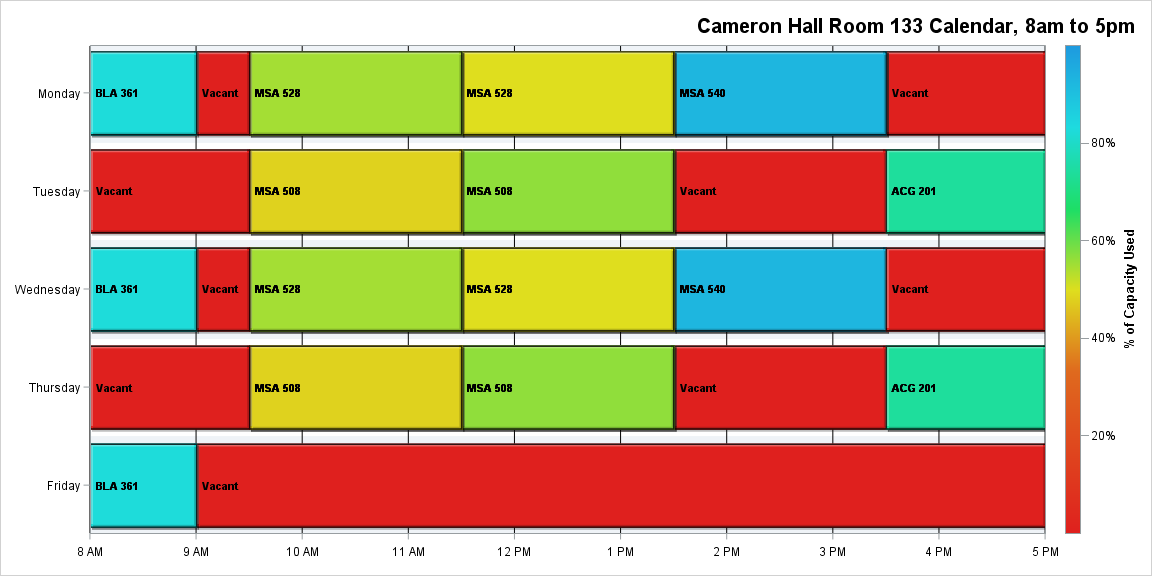 Cameron Hall Room 133 Calendar, 8am to 5pm
Monday BLA 361 Vacant MSA 528 MSA 528 MSA 540 Vacant
80%
Tuesday Vacant MSA 508 MSA 508 Vacant ACG 201
60%
% of Capacity Used
Wednesday BLA 361 Vacant MSA 528 MSA 528 MSA 540 Vacant
40%
Thursday Vacant MSA 508 MSA 508 Vacant ACG 201
20%
Friday BLA 361 Vacant
8 AM 9 AM 10 AM 11 AM 12 PM 1 PM 2 PM 3 PM 4 PM 5 PM